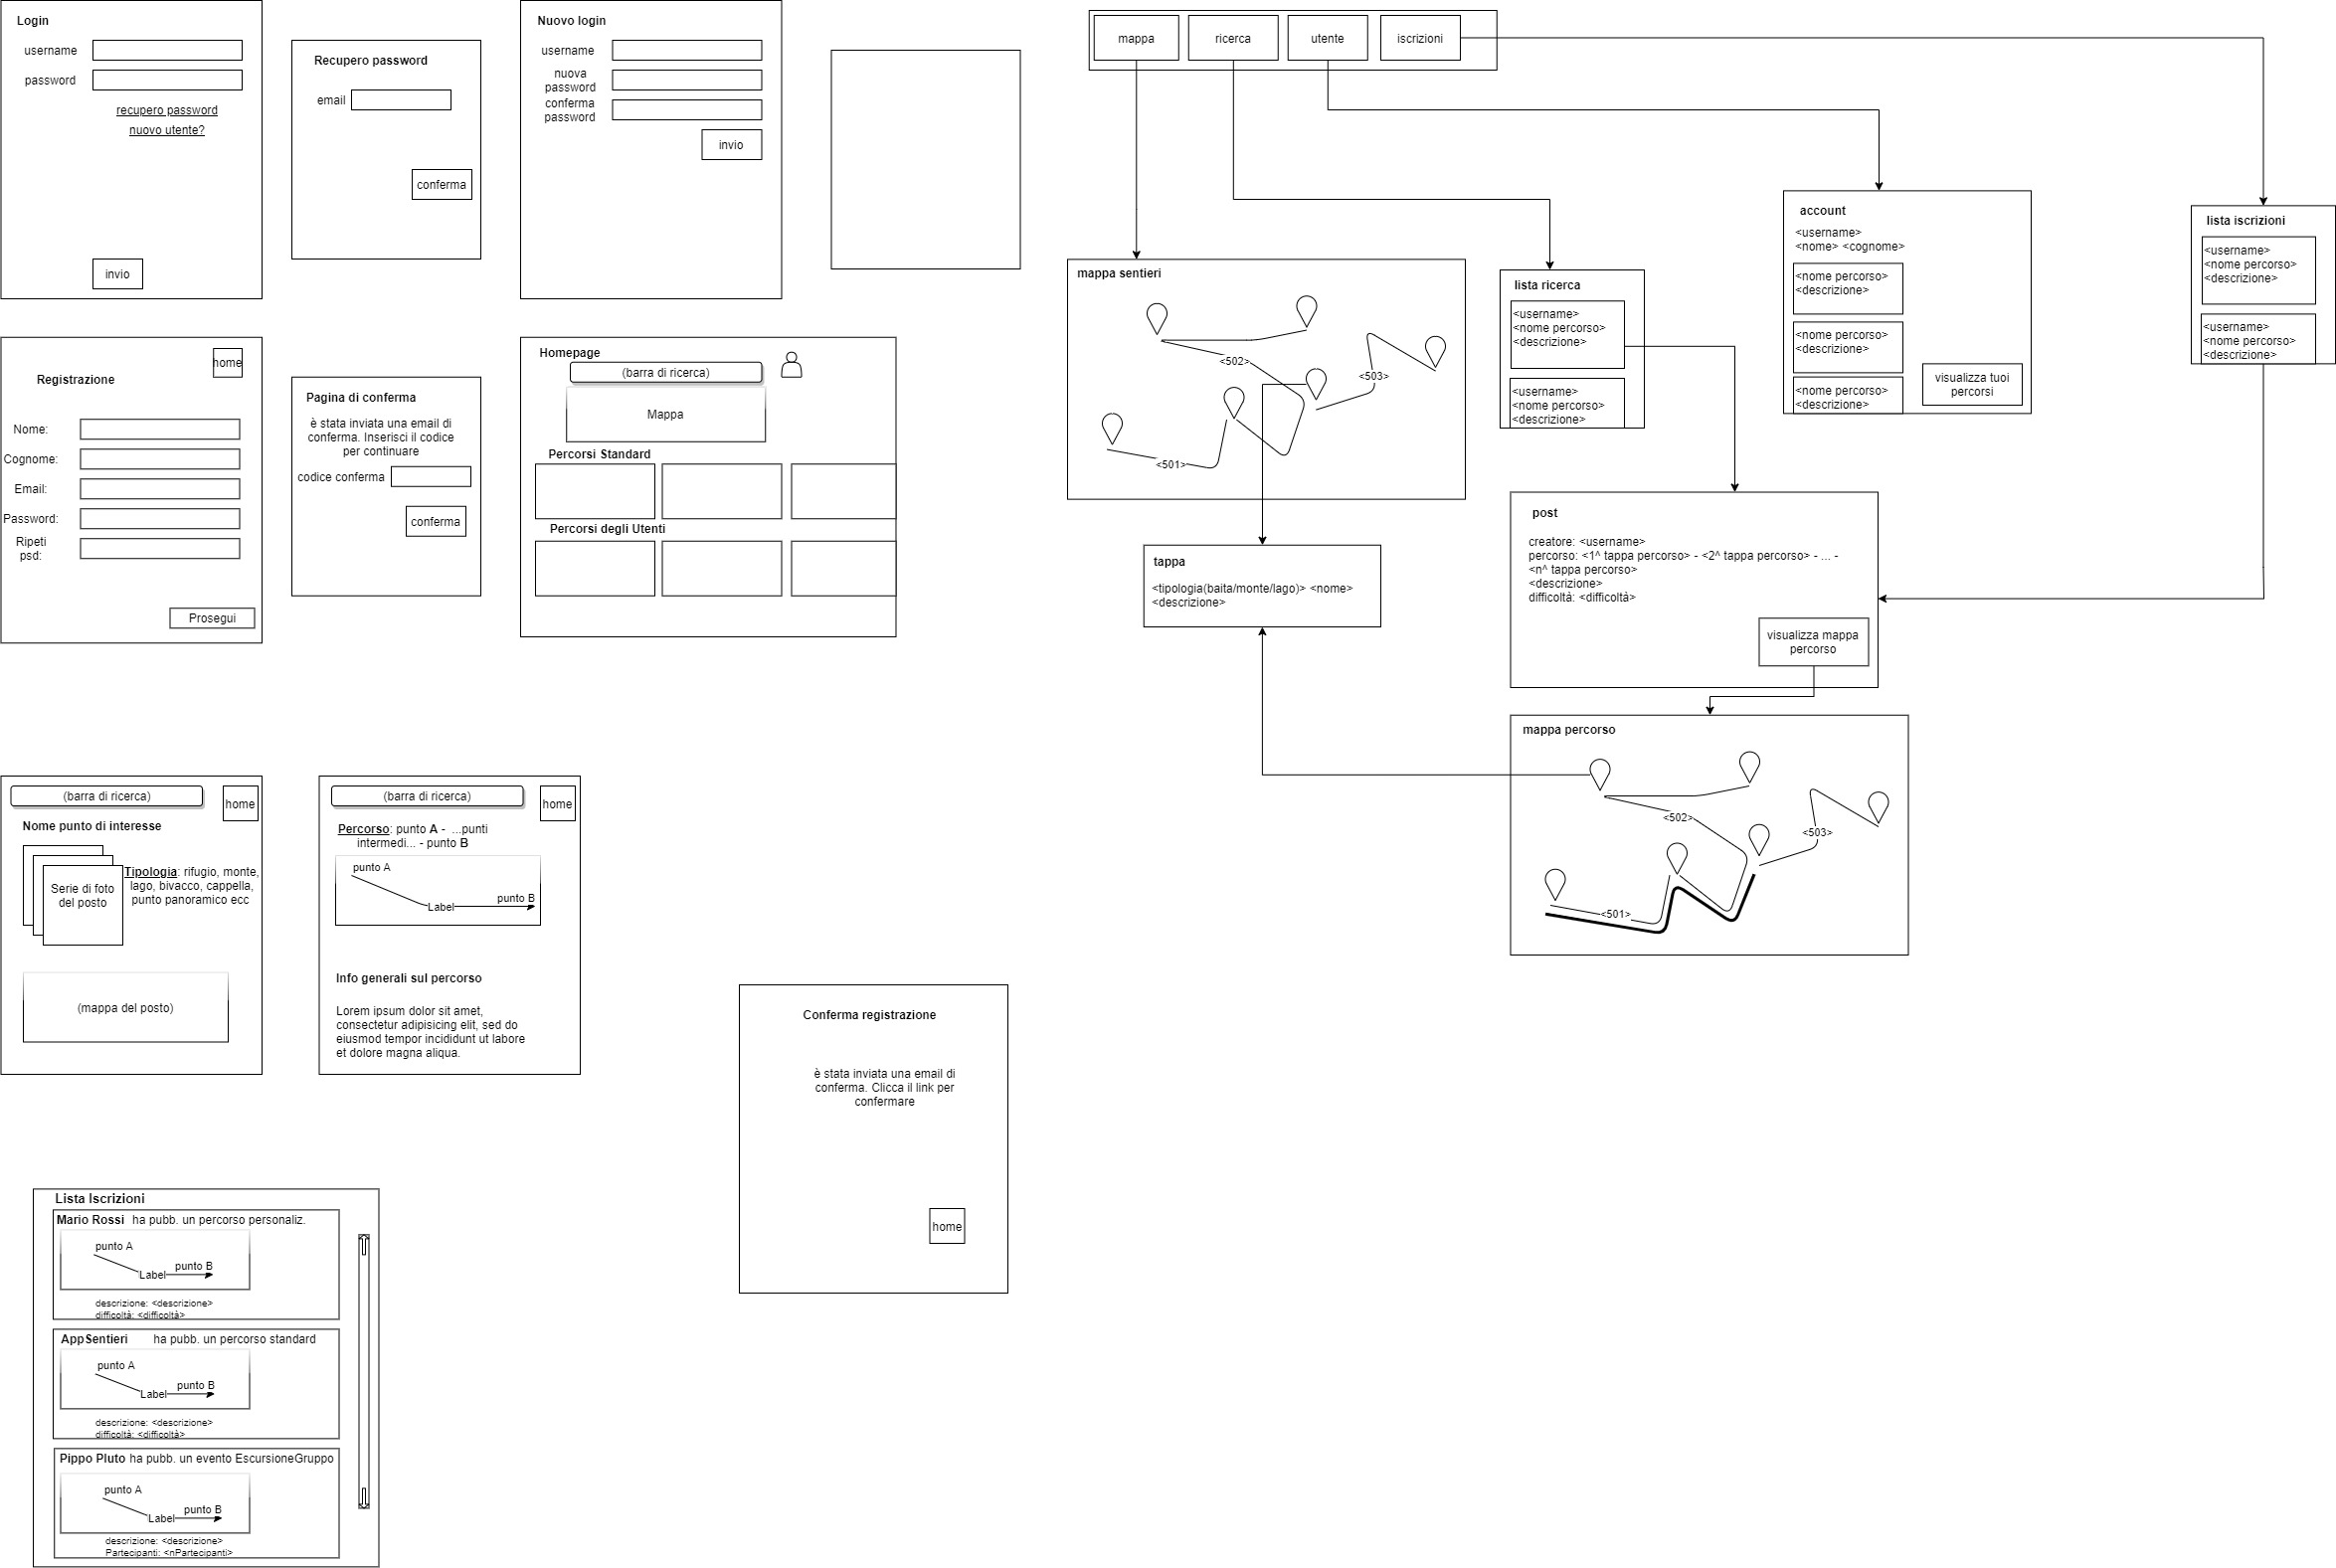 Login
username
password
recupero password
nuovo utente?
invio
Recupero password
email
conferma
Nuovo login
username
nuova
password
conferma
password
invio
home
Registrazione
Nome:
Cognome:
Email:
Password:
Ripeti
psd:
Prosegui
Pagina di conferma
è stata inviata una email di
conferma. Inserisci il codice
per continuare
codice conferma
conferma
Homepage
(barra di ricerca)
Mappa
Percorsi Standard
Percorsi degli Utenti
(barra di ricerca)
home
Nome punto di interesse
Serie di foto
del posto
Tipologia: rifugio, monte,
lago, bivacco, cappella,
punto panoramico ecc
(mappa del posto)
(barra di ricerca)
home
Percorso: punto A - ...punti
intermedi... - punto B
punto A
Label
punto B
Info generali sul percorso
Lorem ipsum dolor sit amet,
consectetur adipisicing elit, sed do
eiusmod tempor incididunt ut labore
et dolore magna aliqua.
Conferma registrazione
è stata inviata una email di
conferma. Clicca il link per
confermare
home
Lista Iscrizioni
Mario Rossi ha pubb. un percorso personaliz.
punto A
Label
punto B
descrizione: <descrizione>
difficoltà: <difficoltà>
AppSentieri ha pubb. un percorso standard
punto A
Label
punto B
descrizione: <descrizione>
difficoltà: <difficoltà>
Pippo Pluto ha pubb. un evento EscursioneGruppo
punto A
Label
punto B
descrizione: <descrizione>
Partecipanti: <nPartecipanti>
mappa
ricerca
utente
iscrizioni
mappa sentieri
<502>
<503>
<501>
lista ricerca
<username>
<nome percorso>
<descrizione>
<username>
<nome percorso>
<descrizione>
account
<username>
<nome> <cognome>
<nome percorso>
<descrizione>
<nome percorso>
<descrizione>
<nome percorso>
<descrizione>
visualizza tuoi
percorsi
lista iscrizioni
<username>
<nome percorso>
<descrizione>
<username>
<nome percorso>
<descrizione>
tappa
<tipologia(baita/monte/lago)> <nome>
<descrizione>
post
creatore: <username>
percorso: <1^ tappa percorso> - <2^ tappa percorso> - ... -
<n^ tappa percorso>
<descrizione>
difficoltà: <difficoltà>
visualizza mappa
percorso
mappa percorso
<502>
<503>
<501>